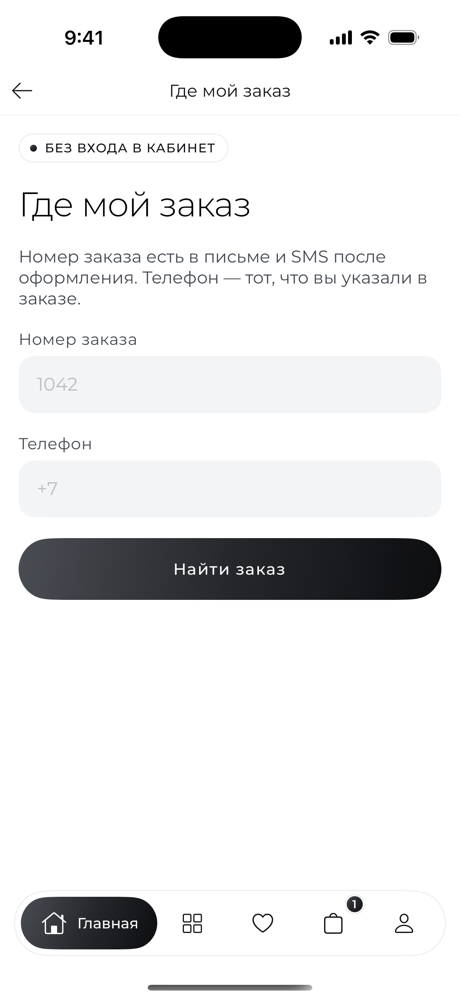 9:41
Где мой заказ
БЕЗ ВХОДА В КАБИНЕТ
Где мой заказ
Номер заказа есть в письме и SMS после
оформления. Телефон — тот, что вы указали в
заказе.
Номер заказа
1042
Телефон
+7
Найти заказ
1
Главная